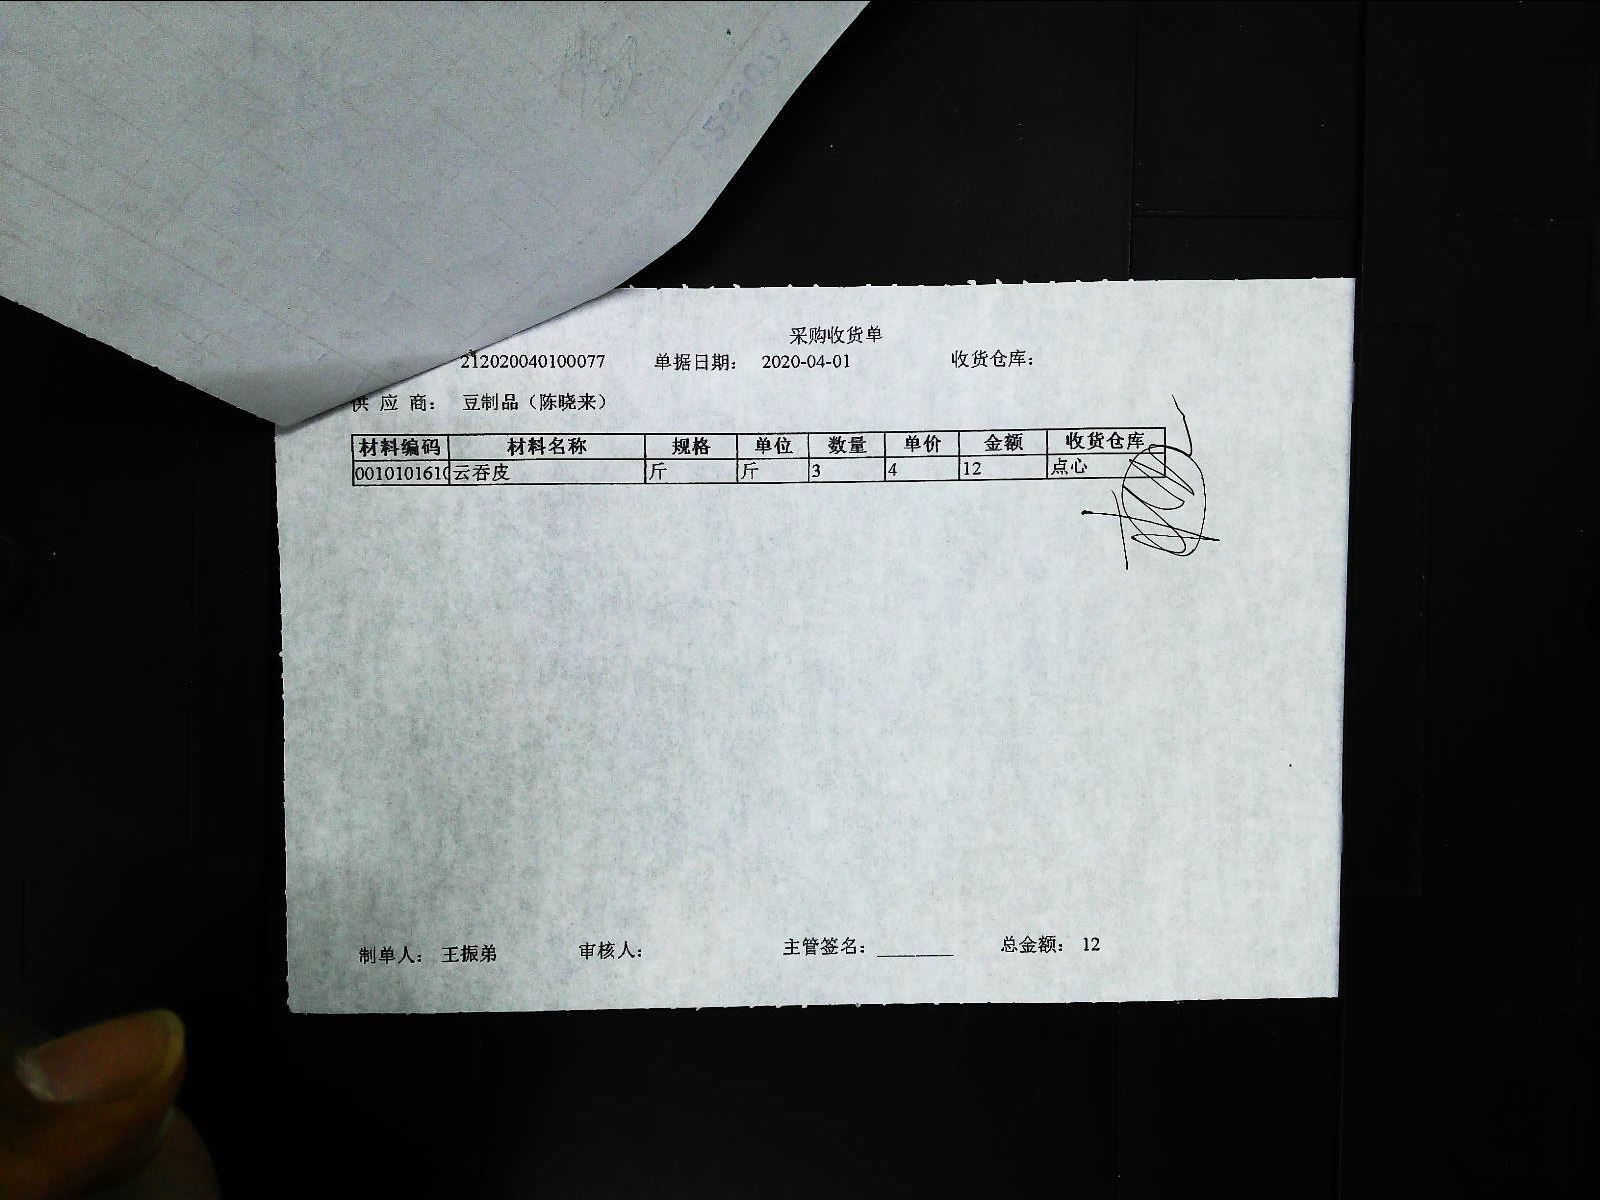 采购收货单
212020040100077 单据日期: 2020-04-01 收货仓库:
供 应 商: 豆制品（陈晓来）
材料编码 材料名称 规格 单位 数量 单价 金额 收货仓库
0010101610 云吞皮 斤 斤 3 4 12 点心
制单人: 王振弟 审核人: 主管签名: ________ 总金额: 12